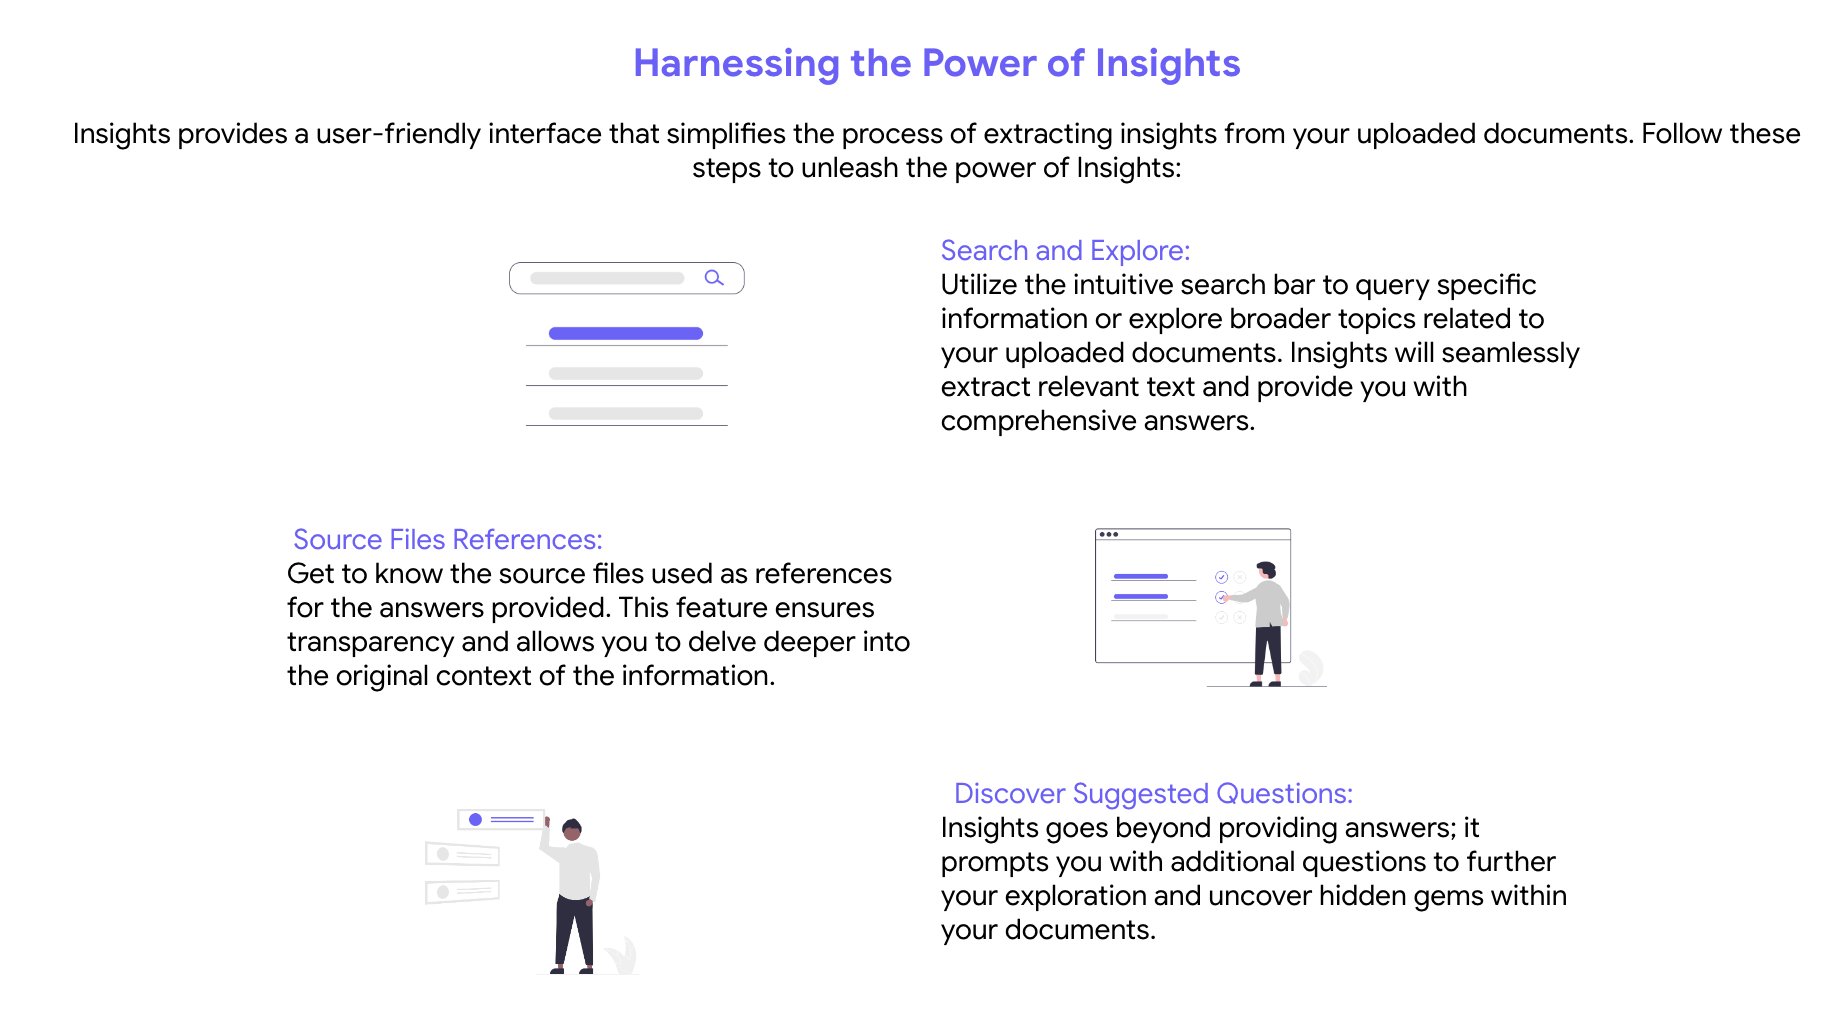 Harnessing the Power of Insights
Insights provides a user-friendly interface that simplifies the process of extracting insights from your uploaded documents. Follow these
steps to unleash the power of Insights:
Search and Explore:
Utilize the intuitive search bar to query specific
information or explore broader topics related to
your uploaded documents. Insights will seamlessly
extract relevant text and provide you with
comprehensive answers.
Source Files References:
Get to know the source files used as references
for the answers provided. This feature ensures
transparency and allows you to delve deeper into
the original context of the information.
Discover Suggested Questions:
Insights goes beyond providing answers; it
prompts you with additional questions to further
your exploration and uncover hidden gems within
your documents.